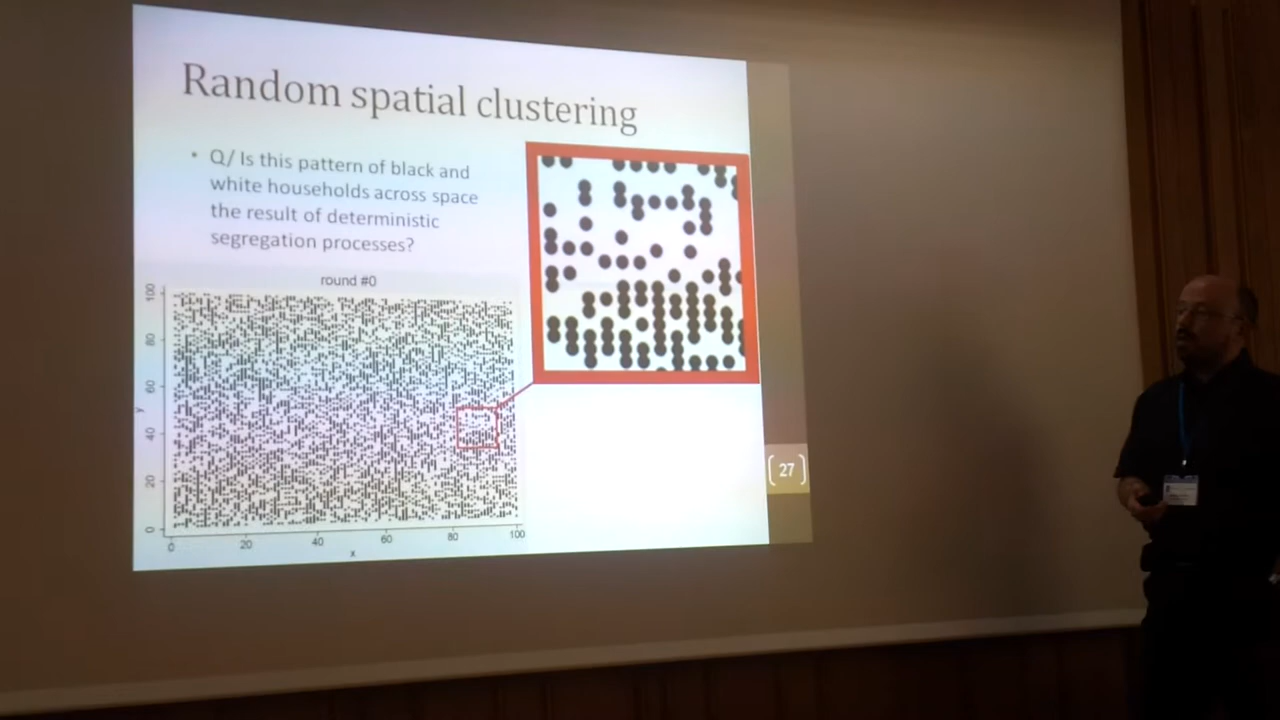 Random spatial clustering
• Q/ Is this pattern of black and
white households across space
the result of deterministic
segregation processes?
round #0
100
80
60
40
20
0
y
0 20 40 60 80 100
x
27